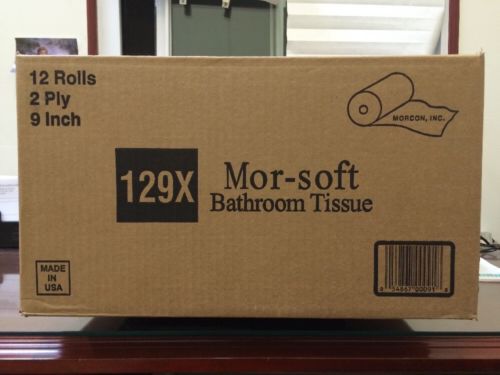 12 Rolls
2 Ply
9 Inch
MORCON, INC.
129X
Mor-soft
Bathroom Tissue
MADE
IN
USA